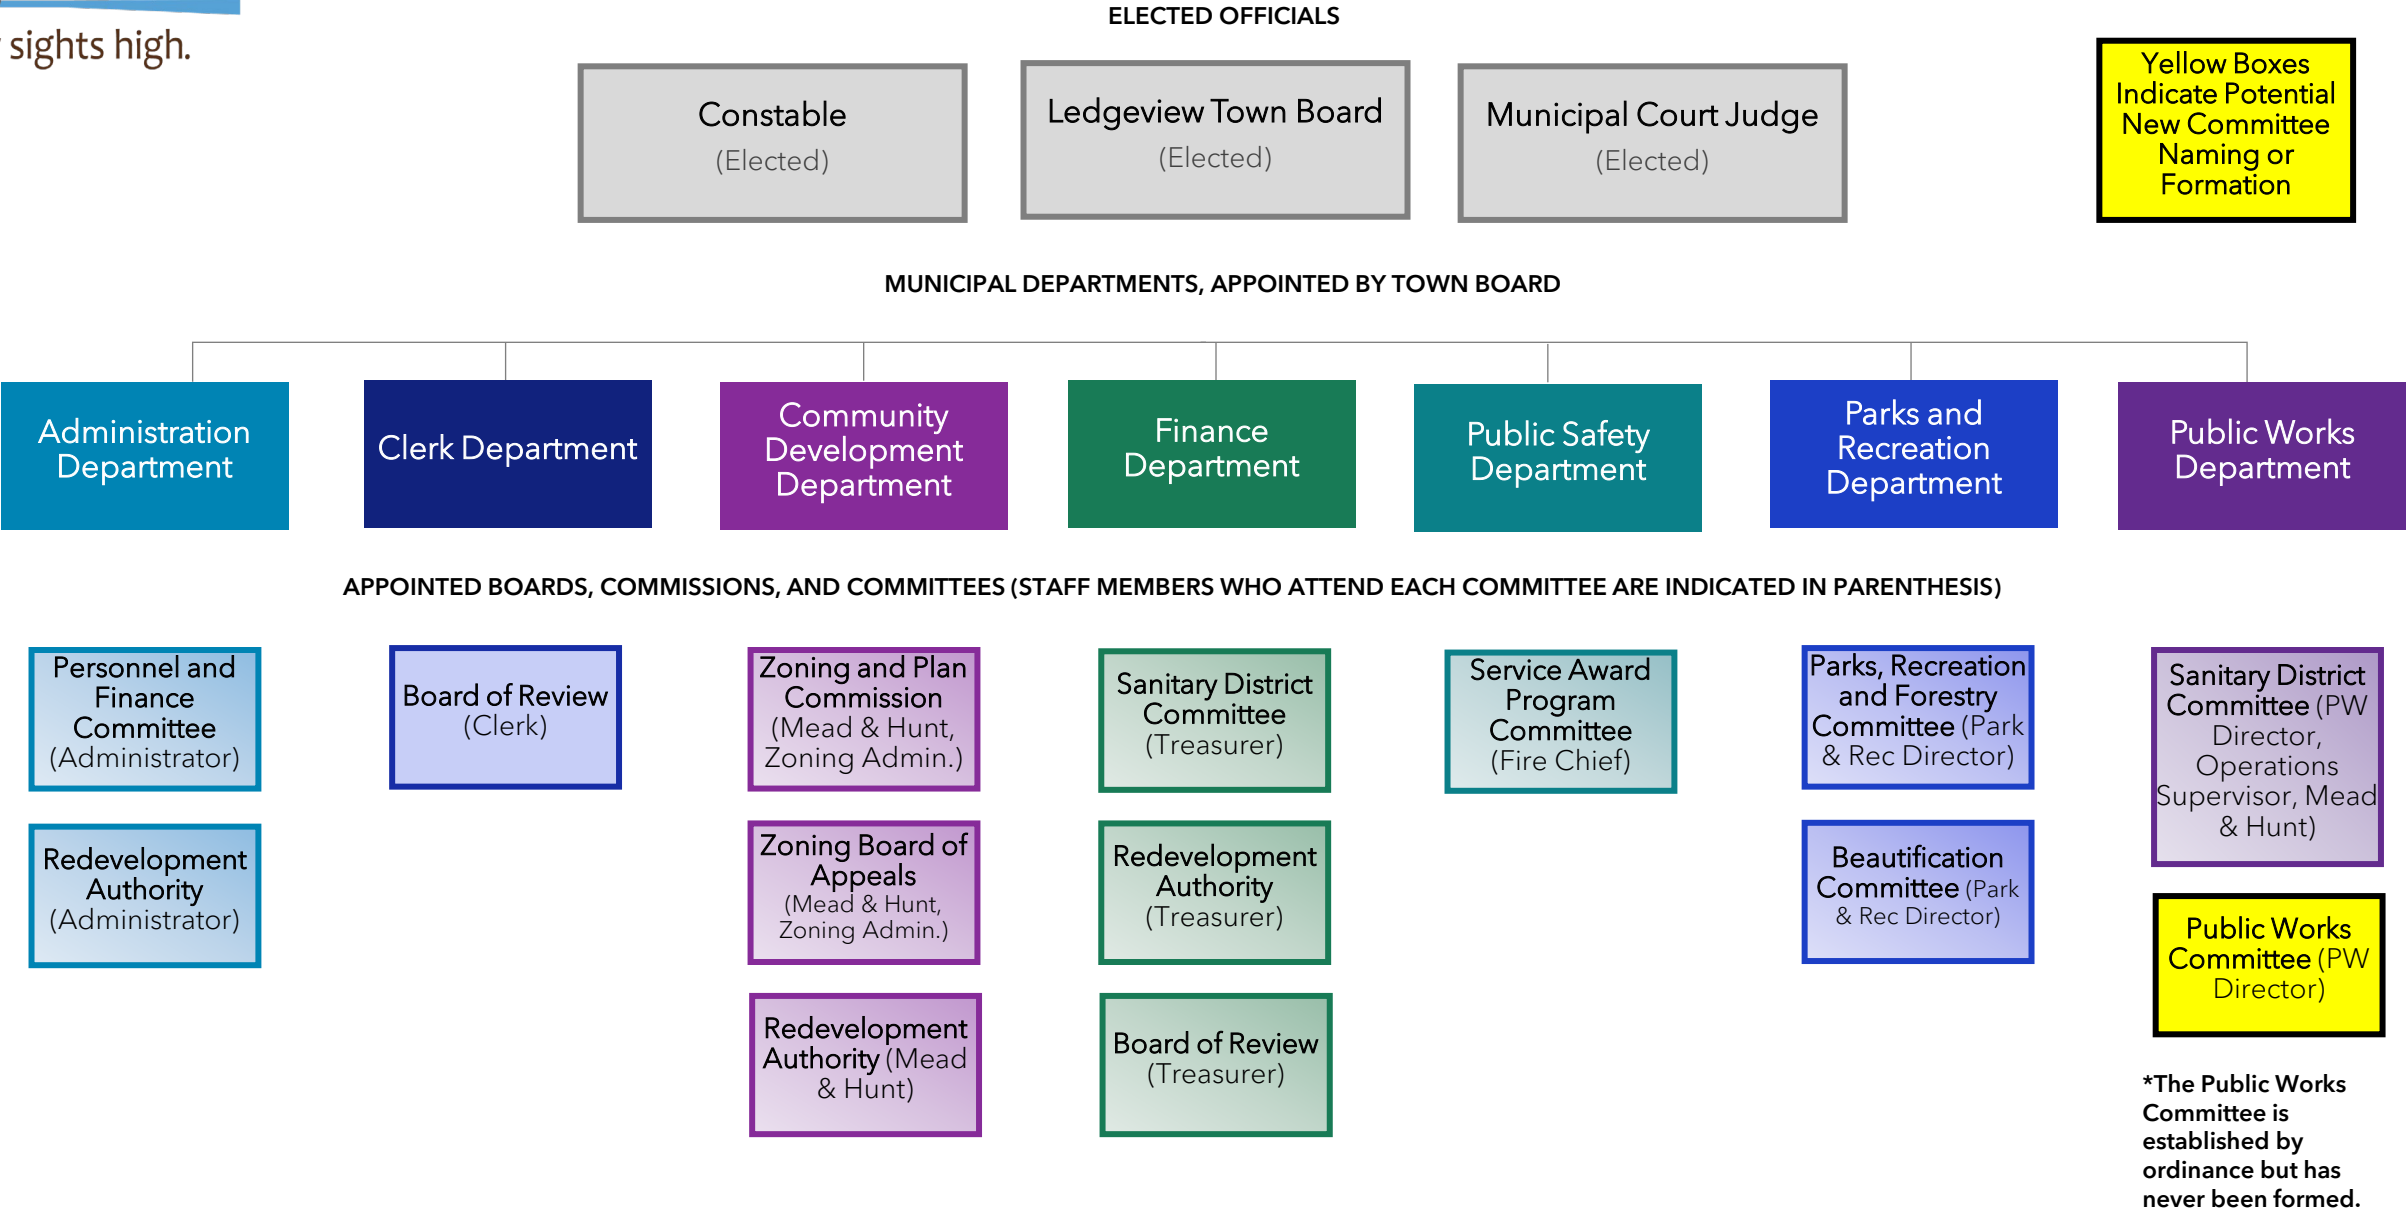 sights high.
ELECTED OFFICIALS
Constable
(Elected)
Ledgeview Town Board
(Elected)
Municipal Court Judge
(Elected)
Yellow Boxes
Indicate Potential
New Committee
Naming or
Formation
MUNICIPAL DEPARTMENTS, APPOINTED BY TOWN BOARD
Administration
Department
Clerk Department
Community
Development
Department
Finance
Department
Public Safety
Department
Parks and
Recreation
Department
Public Works
Department
APPOINTED BOARDS, COMMISSIONS, AND COMMITTEES (STAFF MEMBERS WHO ATTEND EACH COMMITTEE ARE INDICATED IN PARENTHESIS)
Personnel and
Finance
Committee
(Administrator)
Redevelopment
Authority
(Administrator)
Board of Review
(Clerk)
Zoning and Plan
Commission
(Mead & Hunt,
Zoning Admin.)
Zoning Board of
Appeals
(Mead & Hunt,
Zoning Admin.)
Redevelopment
Authority (Mead
& Hunt)
Sanitary District
Committee
(Treasurer)
Redevelopment
Authority
(Treasurer)
Board of Review
(Treasurer)
Service Award
Program
Committee
(Fire Chief)
Parks, Recreation
and Forestry
Committee (Park
& Rec Director)
Beautification
Committee (Park
& Rec Director)
Sanitary District
Committee (PW
Director,
Operations
Supervisor, Mead
& Hunt)
Public Works
Committee (PW
Director)
*The Public Works
Committee is
established by
ordinance but has
never been formed.